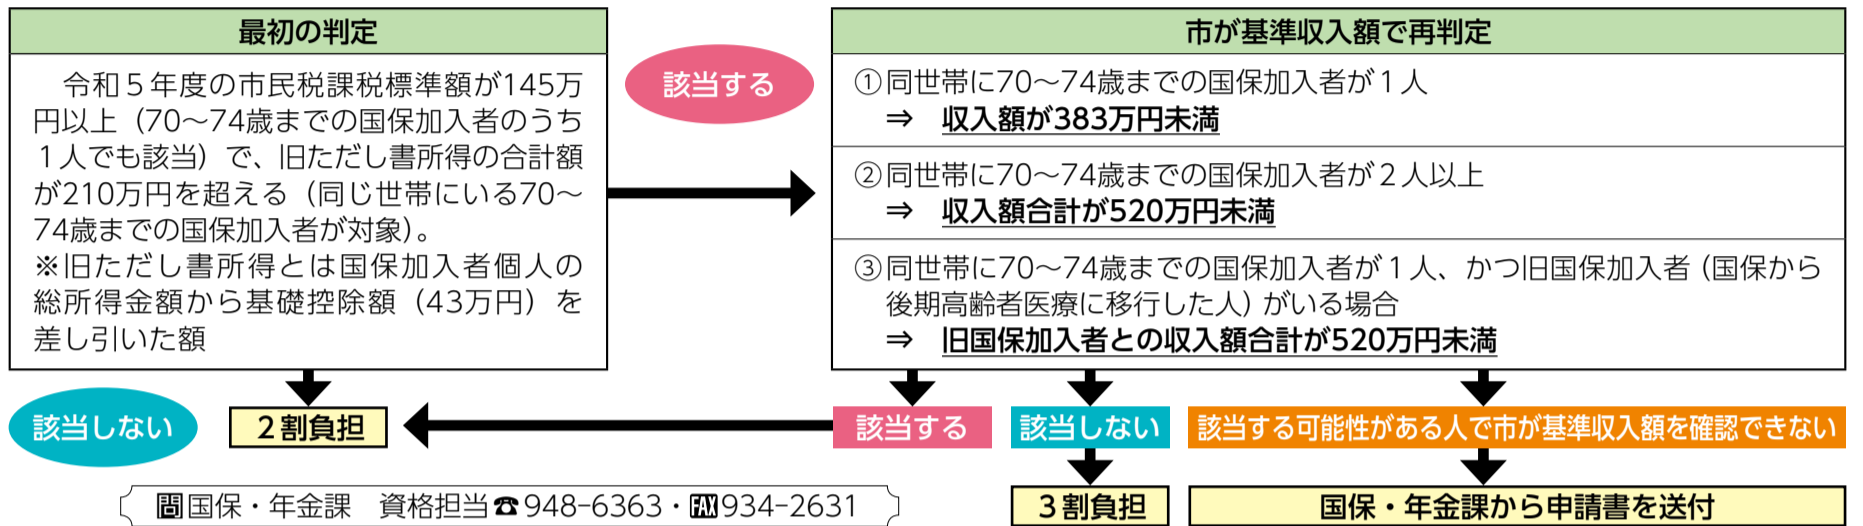 最初の判定
令和５年度の市民税課税標準額が145万
円以上（70～74歳までの国保加入者のうち
１人でも該当）で、旧ただし書所得の合計額
が210万円を超える（同じ世帯にいる70～
74歳までの国保加入者が対象）。
※旧ただし書所得とは国保加入者個人の
総所得金額から基礎控除額（43万円）を
差し引いた額
該当する
市が基準収入額で再判定
①同世帯に70～74歳までの国保加入者が１人
⇒ 収入額が383万円未満
②同世帯に70～74歳までの国保加入者が２人以上
⇒ 収入額合計が520万円未満
③同世帯に70～74歳までの国保加入者が１人、かつ旧国保加入者（国保から
後期高齢者医療に移行した人）がいる場合
⇒ 旧国保加入者との収入額合計が520万円未満
該当しない
２割負担
該当する
該当しない
該当する可能性がある人で市が基準収入額を確認できない
３割負担
国保・年金課から申請書を送付
問国保・年金課　資格担当☎948-6363・FAX934-2631